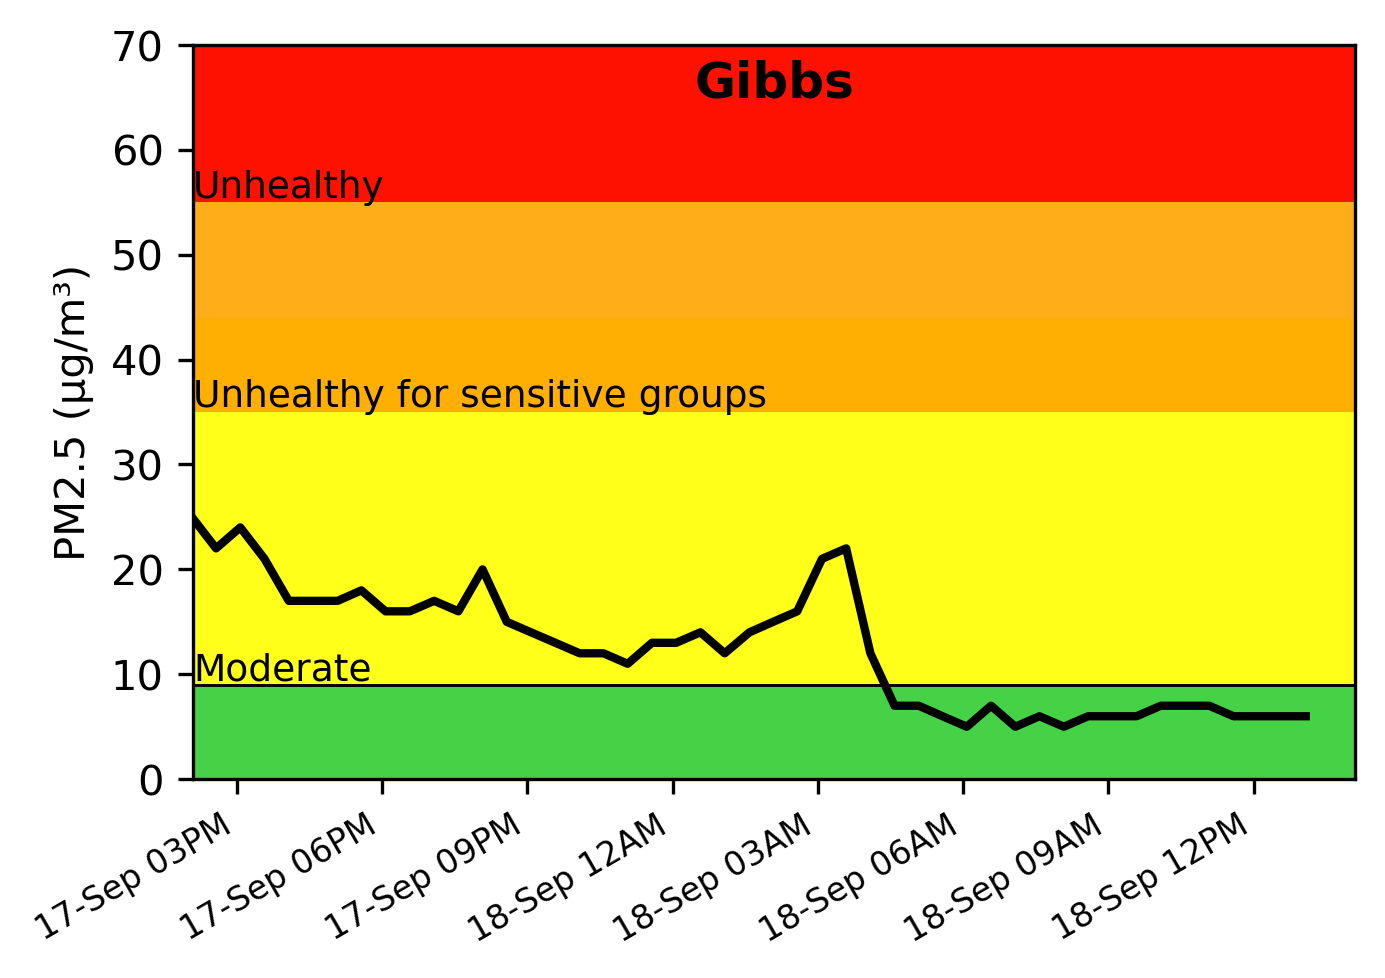 Gibbs
PM2.5 (µg/m³)
70
60
Unhealthy
50
40
Unhealthy for sensitive groups
30
20
10
Moderate
0
17-Sep 03PM
17-Sep 06PM
17-Sep 09PM
18-Sep 12AM
18-Sep 03AM
18-Sep 06AM
18-Sep 09AM
18-Sep 12PM